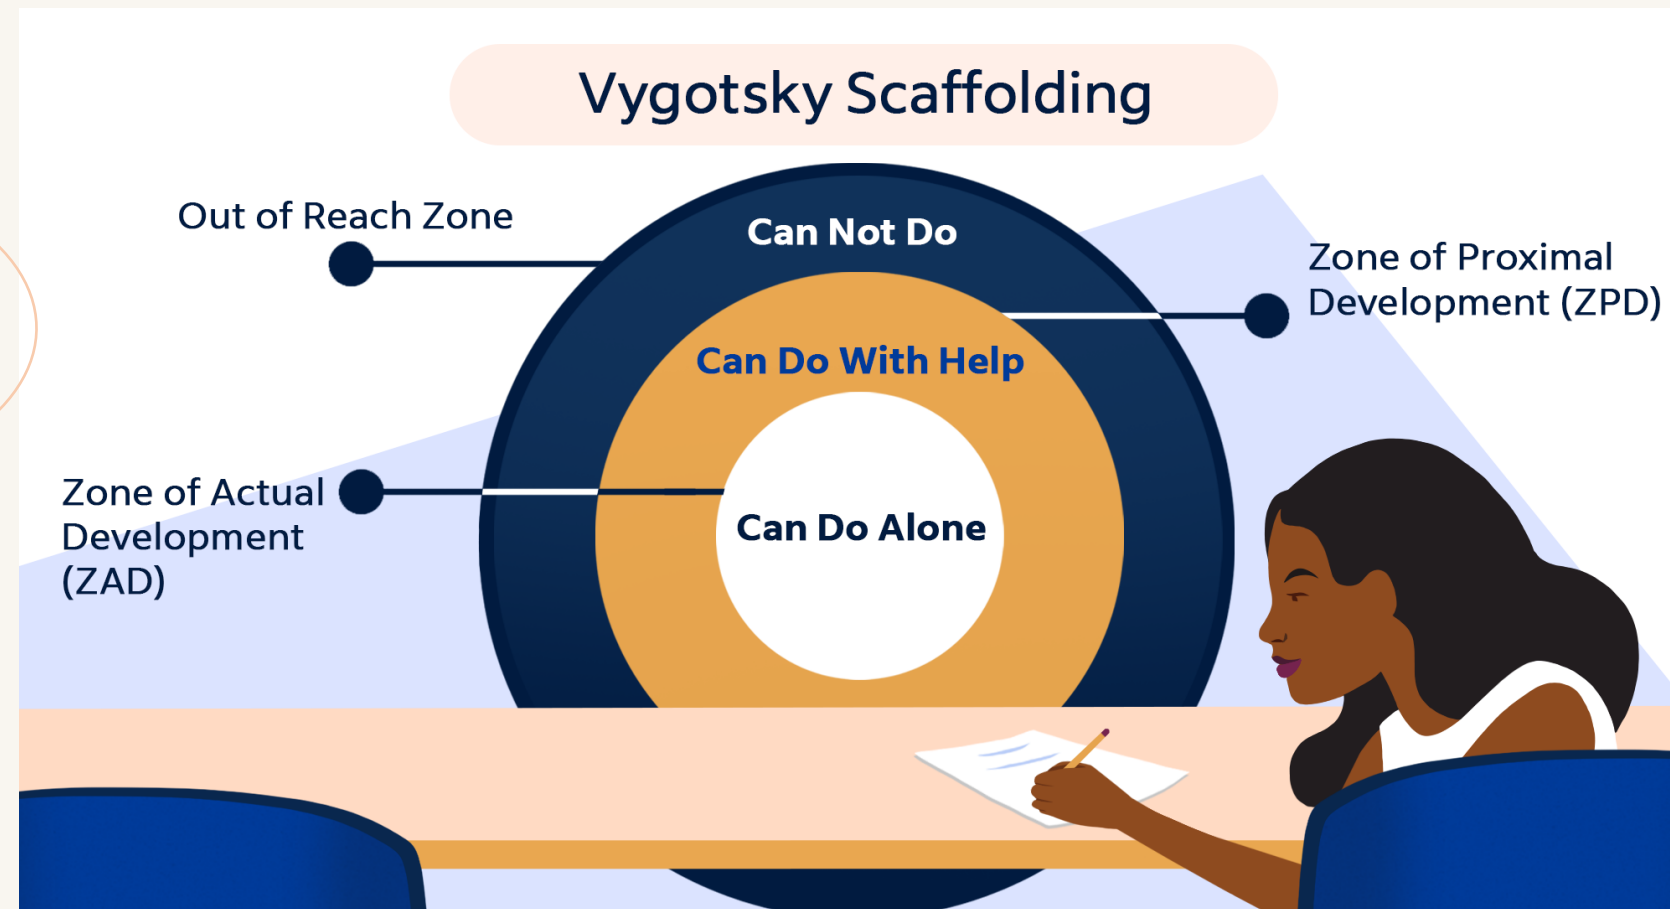 Vygotsky Scaffolding
Out of Reach Zone
Can Not Do
Zone of Proximal
Development (ZPD)
Can Do With Help
Zone of Actual
Development
(ZAD)
Can Do Alone